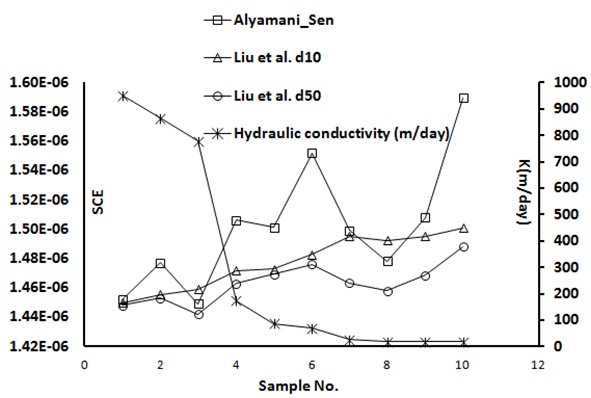 Alyamani_Sen
Liu et al. d10
Liu et al. d50
Hydraulic conductivity (m/day)
1.60E-06
1.58E-06
1.56E-06
1.54E-06
1.52E-06
1.50E-06
1.48E-06
1.46E-06
1.44E-06
1.42E-06
SCE
1000
900
800
700
600
500
400
300
200
100
0
K(m/day)
0 2 4 6 8 10 12
Sample No.